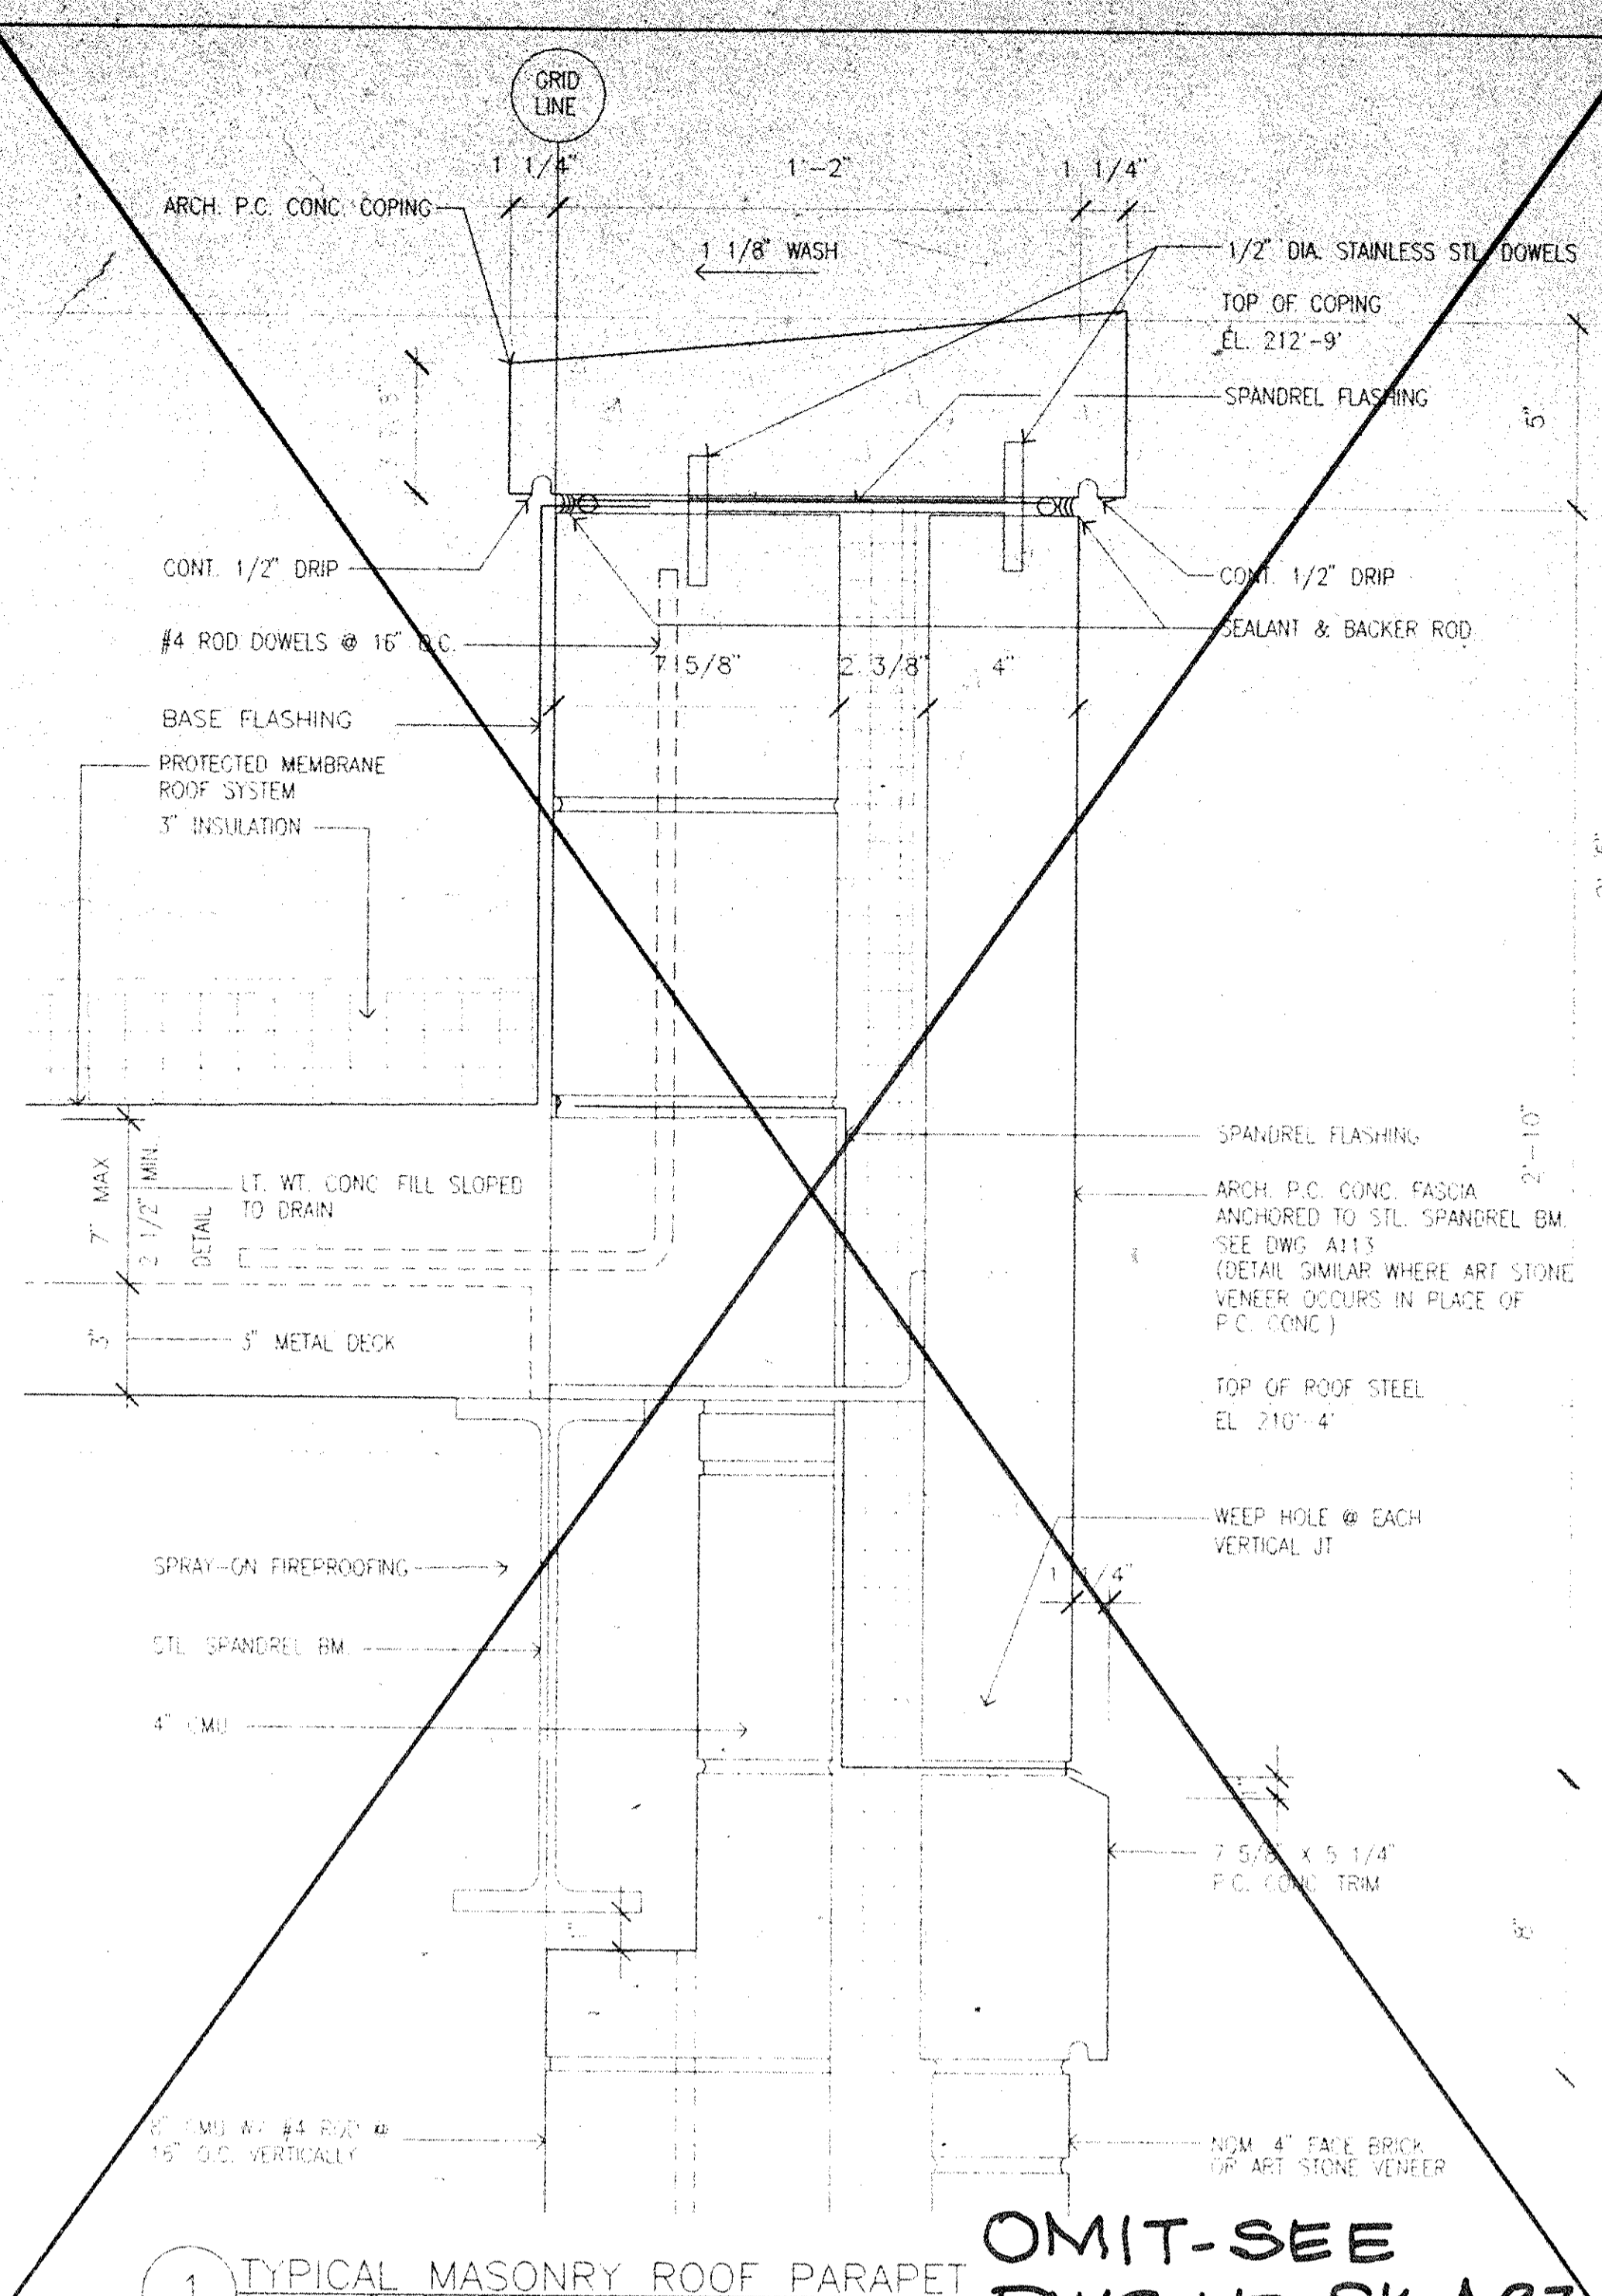 GRID
LINE
1 1/4"
1'-2"
1 1/4"
ARCH. P.C. CONC. COPING
1 1/8" WASH
1/2" DIA. STAINLESS STL. DOWELS
TOP OF COPING
EL. 212'-9'
SPANDREL FLASHING
5"
CONT. 1/2" DRIP
CONT. 1/2" DRIP
#4 ROD DOWELS @ 16" O.C.
SEALANT & BACKER ROD
7 5/8"
2 3/8"
4"
BASE FLASHING
PROTECTED MEMBRANE
ROOF SYSTEM
3" INSULATION
SPANDREL FLASHING
2'-10"
7" MAX
2 1/2" MIN.
DETAIL
LT. WT. CONC FILL SLOPED
TO DRAIN
ARCH. P.C. CONC. FASCIA
ANCHORED TO STL. SPANDREL BM.
SEE DWG A113
(DETAIL SIMILAR WHERE ART STONE
VENEER OCCURS IN PLACE OF
P.C. CONC.)
3"
3" METAL DECK
TOP OF ROOF STEEL
EL 210'-4'
WEEP HOLE @ EACH
VERTICAL JT
1 1/4"
SPRAY-ON FIREPROOFING
STL SPANDREL BM.
4" CMU
7 5/8" X 5 1/4"
P.C. CONC TRIM
8"
8" CMU W/ #4 ROD @
16" O.C. VERTICALLY
NOM. 4" FACE BRICK
OR ART STONE VENEER
1
TYPICAL MASONRY ROOF PARAPET
OMIT-SEE